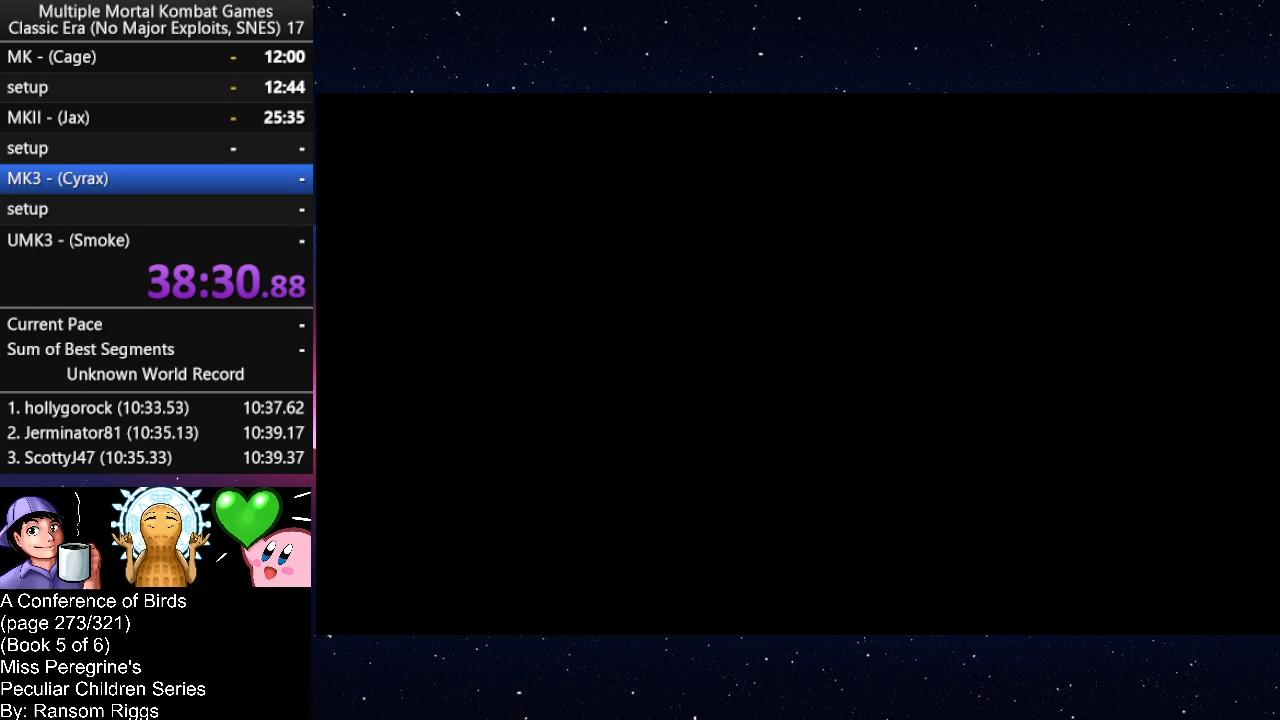 Multiple Mortal Kombat Games
Classic Era (No Major Exploits, SNES) 17
MK - (Cage) - 12:00
setup - 12:44
MKII - (Jax) - 25:35
setup - -
MK3 - (Cyrax) -
setup -
UMK3 - (Smoke) -
38:30.88
Current Pace -
Sum of Best Segments -
Unknown World Record
1. hollygorock (10:33.53) 10:37.62
2. Jerminator81 (10:35.13) 10:39.17
3. ScottyJ47 (10:35.33) 10:39.37
A Conference of Birds
(page 273/321)
(Book 5 of 6)
Miss Peregrine's
Peculiar Children Series
By: Ransom Riggs